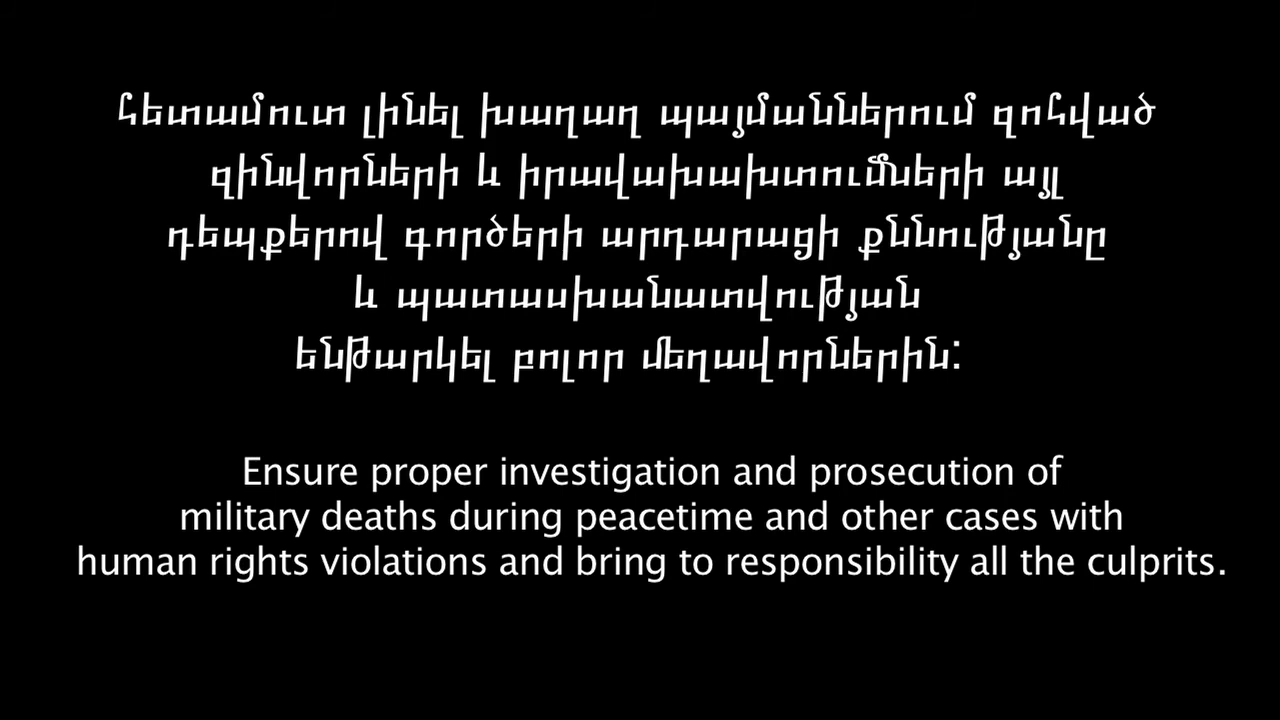 Հետամուտ լինել խաղաղ պայմաններում զոհված
զինվորների և իրավախախտումների այլ
դեպքերով գործերի արդարացի քննությանը
և պատասխանատվության
ենթարկել բոլոր մեղավորներին:
Ensure proper investigation and prosecution of
military deaths during peacetime and other cases with
human rights violations and bring to responsibility all the culprits.